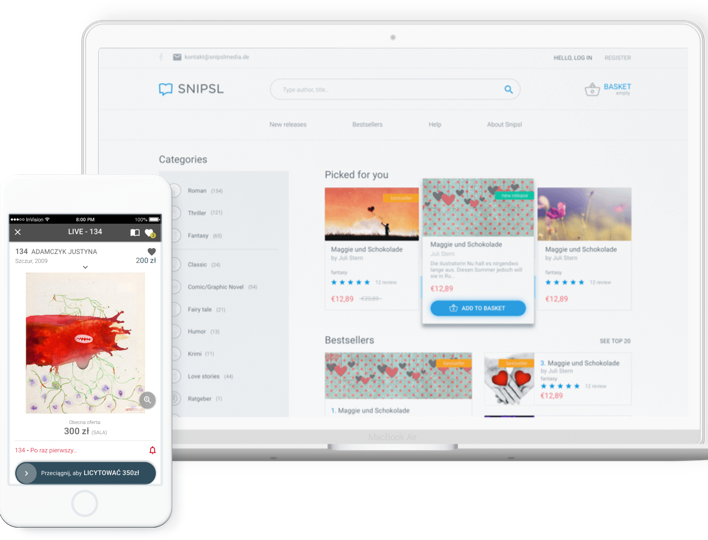 kontakt@snipslmedia.de
HELLO, LOG IN
REGISTER
SNIPSL
Type author, title,
BASKET
empty
New releases
Bestsellers
Help
About Snipsl
Categories
Roman (134)
Thriller (111)
Fantasy (65)
Classic (24)
Comic/Graphic Novel (54)
Fairy tale (21)
Humor (13)
Krimi (11)
Love stories (44)
Ratgeber (7)
Picked for you
bestseller
Maggie und Schokolade
by Juli Stern
fantasy
12 review
€12,89
€20,89
new release
Maggie und Schokolade
Juli Stern
Die Australierin Ru hält es nirgendwo
lange aus. Diesen Sommer jedoch will
sie in Ru...
€12,89
ADD TO BASKET
Maggie und Schokolade
by Juli Stern
fantasy
12 review
€12,89
Bestsellers
SEE TOP 20
bestseller
1. Maggie und Schokolade
bestseller
3. Maggie und Schokolade
by Juli Stern
fantasy
12 review
€12,89
MacBook Air
InVision
8:00 PM
100%
LIVE - 134
134 ADAMCZYK JUSTYNA
Szczur, 2009
200 zł
Obecna oferta
300 zł (SALA)
134 - Po raz pierwszy...
Przeciągnij, aby LICYTOWAĆ 350zł